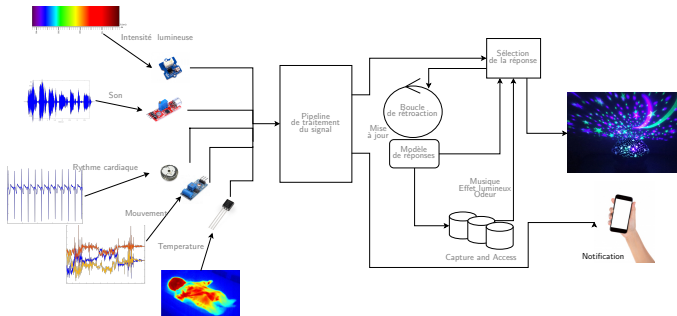 Intensité lumineuse
Son
Rythme cardiaque
Mouvement
Temperature
Pipeline
de traitement
du signal
Sélection
de la réponse
Boucle
de rétroaction
Mise
à jour
Modèle
de réponses
Musique
Effet lumineux
Odeur
Capture and Access
Notification